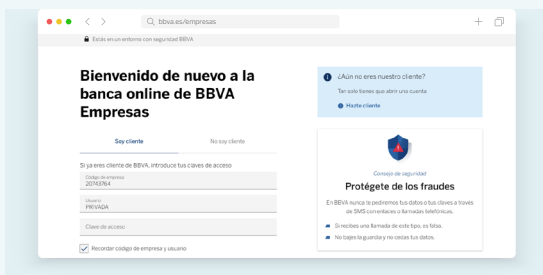 bbva.es/empresas
Estás en un entorno con seguridad BBVA
Bienvenido de nuevo a la
banca online de BBVA
Empresas
Soy cliente
No soy cliente
Si ya eres cliente de BBVA, introduce tus claves de acceso
Código de empresa
20743764
Usuario
PRIVADA
Clave de acceso
Recordar código de empresa y usuario
¿Aún no eres nuestro cliente?
Tan solo tienes que abrir una cuenta
Hazte cliente
Consejo de seguridad
Protégete de los fraudes
En BBVA nunca te pediremos tus datos o tus claves a través
de SMS con enlaces o llamadas telefónicas.
Si recibes una llamada de este tipo, es falsa.
No bajes la guardia y no cedas tus datos.